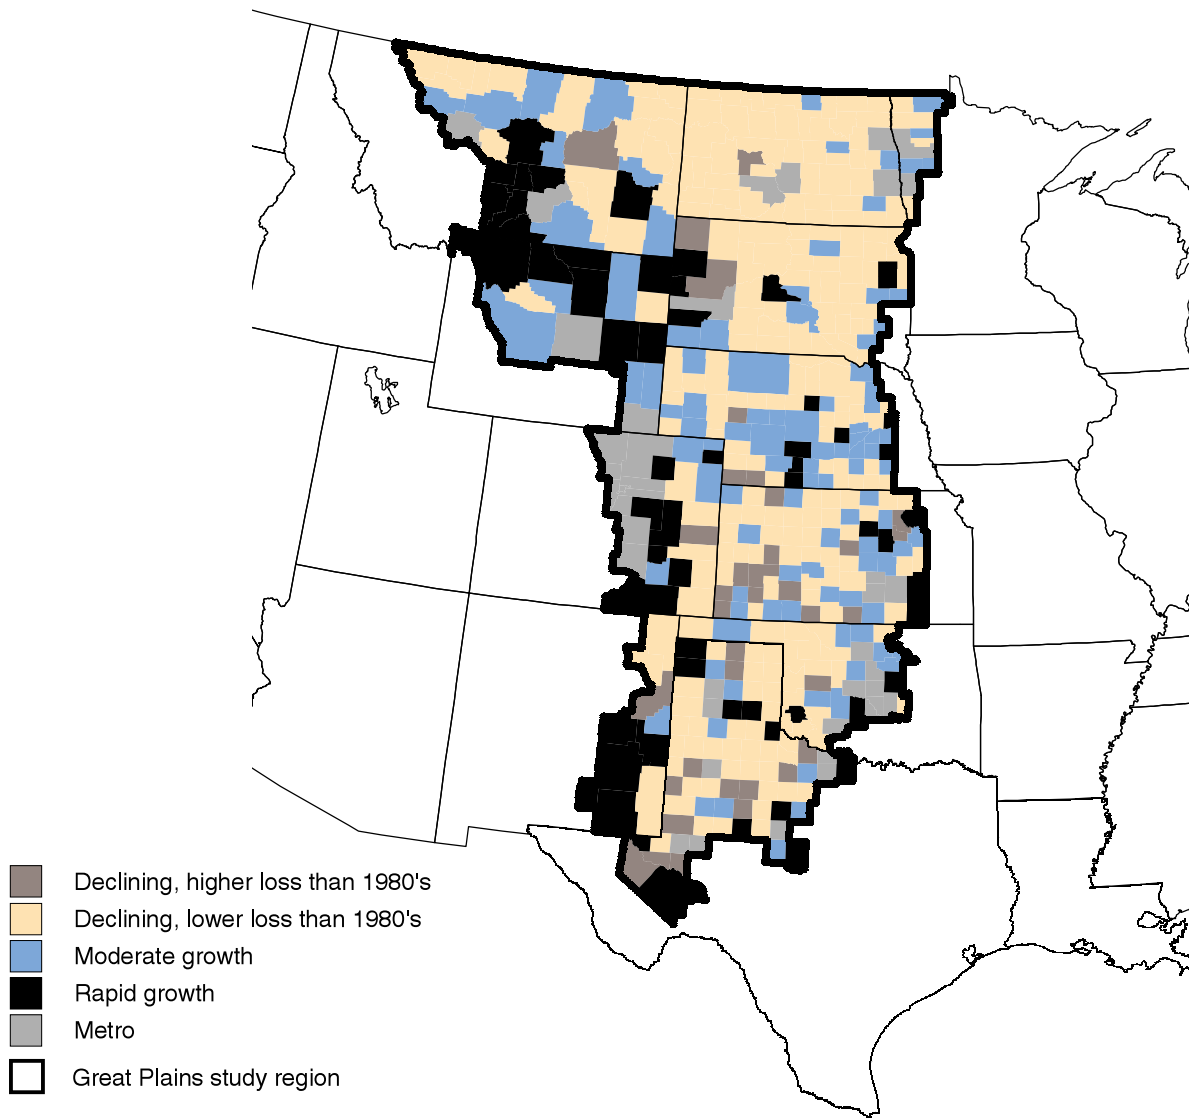 Declining, higher loss than 1980's
Declining, lower loss than 1980's
Moderate growth
Rapid growth
Metro
Great Plains study region